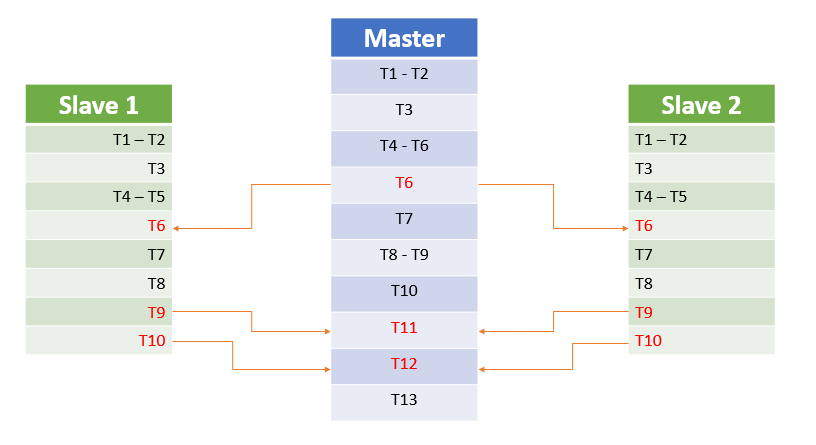 Master
T1 - T2
T3
T4 - T6
T6
T7
T8 - T9
T10
T11
T12
T13
Slave 1
T1 – T2
T3
T4 – T5
T6
T7
T8
T9
T10
Slave 2
T1 – T2
T3
T4 – T5
T6
T7
T8
T9
T10